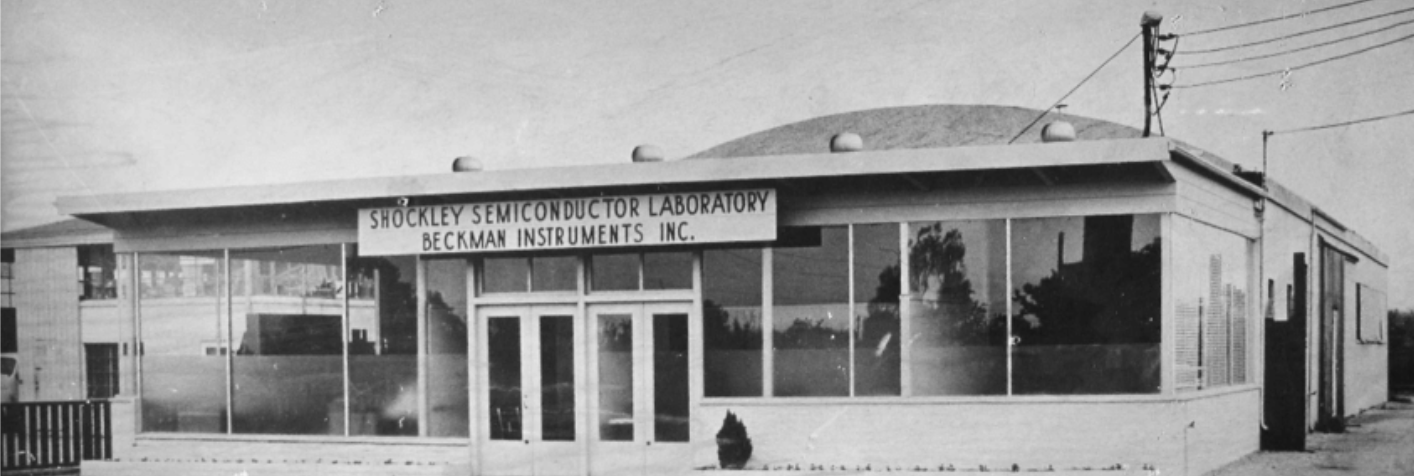 SHOCKLEY SEMICONDUCTOR LABORATORY
BECKMAN INSTRUMENTS INC.